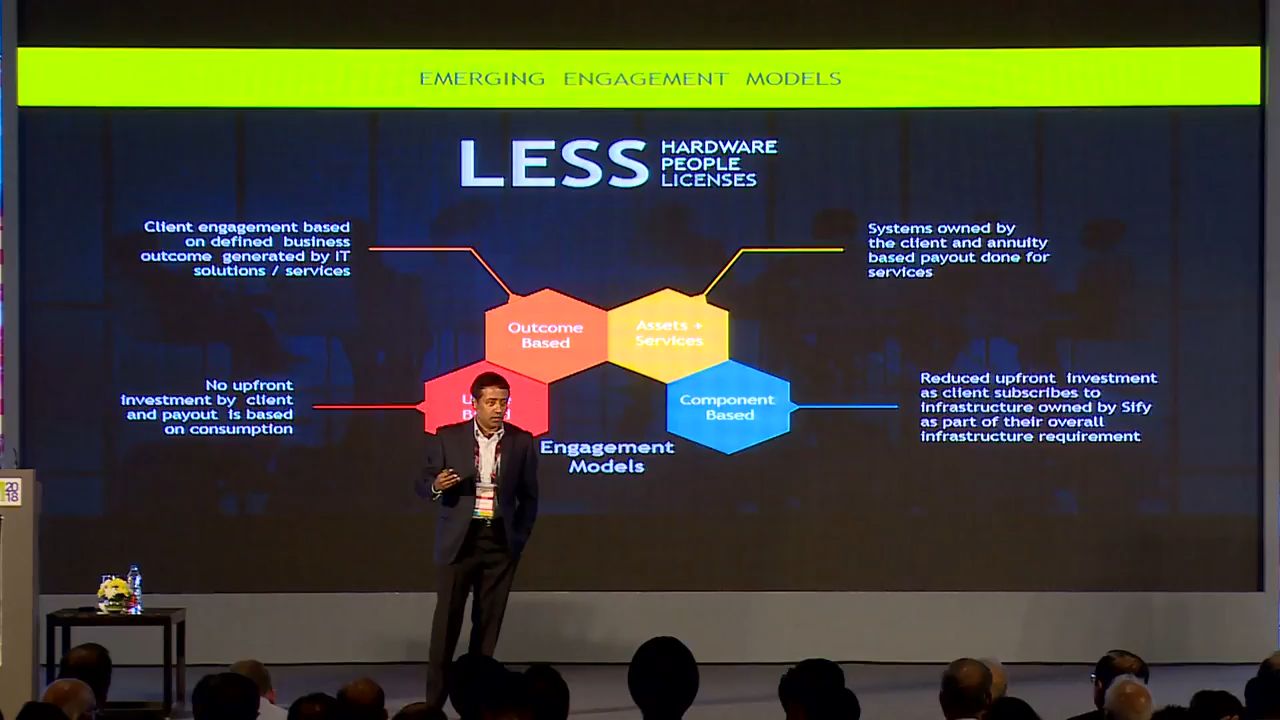 EMERGING ENGAGEMENT MODELS
LESS
HARDWARE
PEOPLE
LICENSES
Client engagement based
on defined business
outcome generated by IT
solutions / services
Systems owned by
the client and annuity
based payout done for
services
Outcome
Based
Assets +
Services
No upfront
investment by client
and payout is based
on consumption
Component
Based
Reduced upfront investment
as client subscribes to
infrastructure owned by Sify
as part of their overall
infrastructure requirement
Engagement
Models
20
18